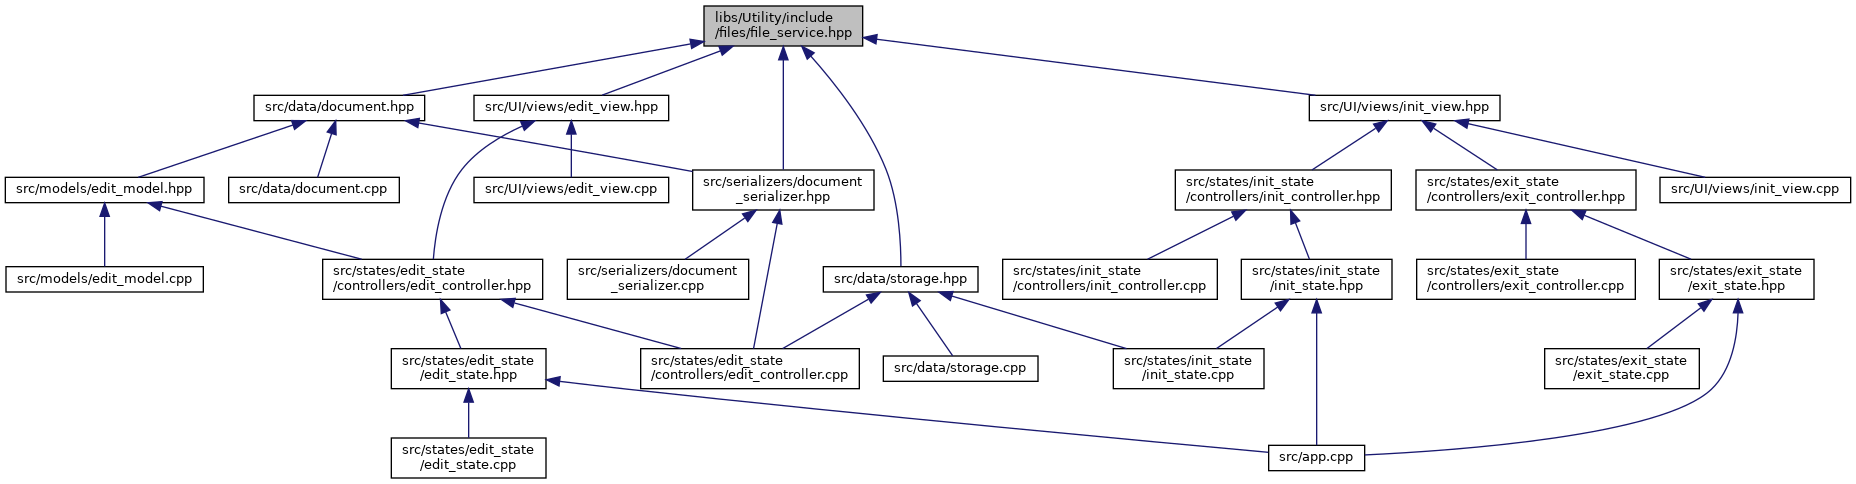 libs/Utility/include
/files/file_service.hpp
src/data/document.hpp
src/UI/views/edit_view.hpp
src/UI/views/init_view.hpp
src/models/edit_model.hpp
src/data/document.cpp
src/UI/views/edit_view.cpp
src/serializers/document
_serializer.hpp
src/states/init_state
/controllers/init_controller.hpp
src/states/exit_state
/controllers/exit_controller.hpp
src/UI/views/init_view.cpp
src/models/edit_model.cpp
src/states/edit_state
/controllers/edit_controller.hpp
src/serializers/document
_serializer.cpp
src/data/storage.hpp
src/states/init_state
/controllers/init_controller.cpp
src/states/init_state
/init_state.hpp
src/states/exit_state
/controllers/exit_controller.cpp
src/states/exit_state
/exit_state.hpp
src/states/edit_state
/edit_state.hpp
src/states/edit_state
/controllers/edit_controller.cpp
src/data/storage.cpp
src/states/init_state
/init_state.cpp
src/states/exit_state
/exit_state.cpp
src/states/edit_state
/edit_state.cpp
src/app.cpp